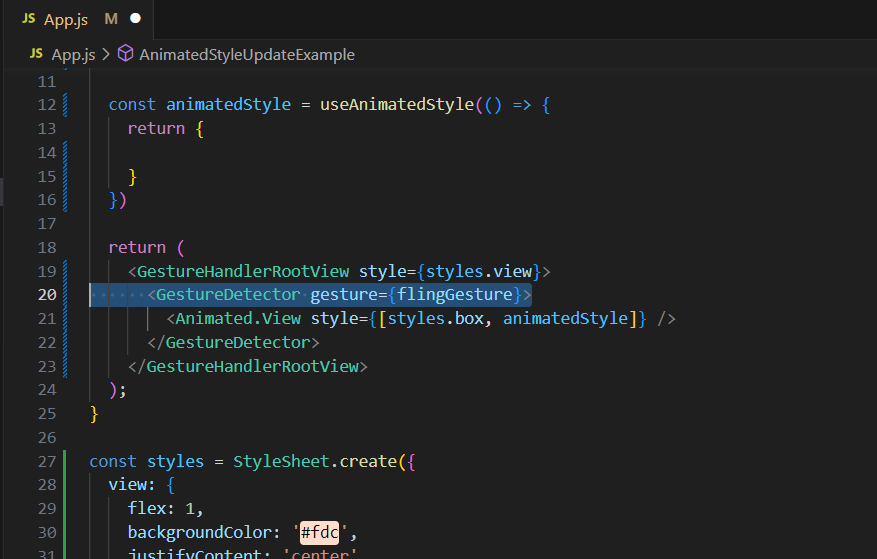 JS App.js M
JS App.js > AnimatedStyleUpdateExample
11
12 const animatedStyle = useAnimatedStyle(() => {
13 return {
14
15 }
16 })
17
18 return (
19 <GestureHandlerRootView style={styles.view}>
20 <GestureDetector gesture={flingGesture}>
21 <Animated.View style={[styles.box, animatedStyle]} />
22 </GestureDetector>
23 </GestureHandlerRootView>
24 );
25 }
26
27 const styles = StyleSheet.create({
28 view: {
29 flex: 1,
30 backgroundColor: '#fdc',
31 justifyContent: 'center'